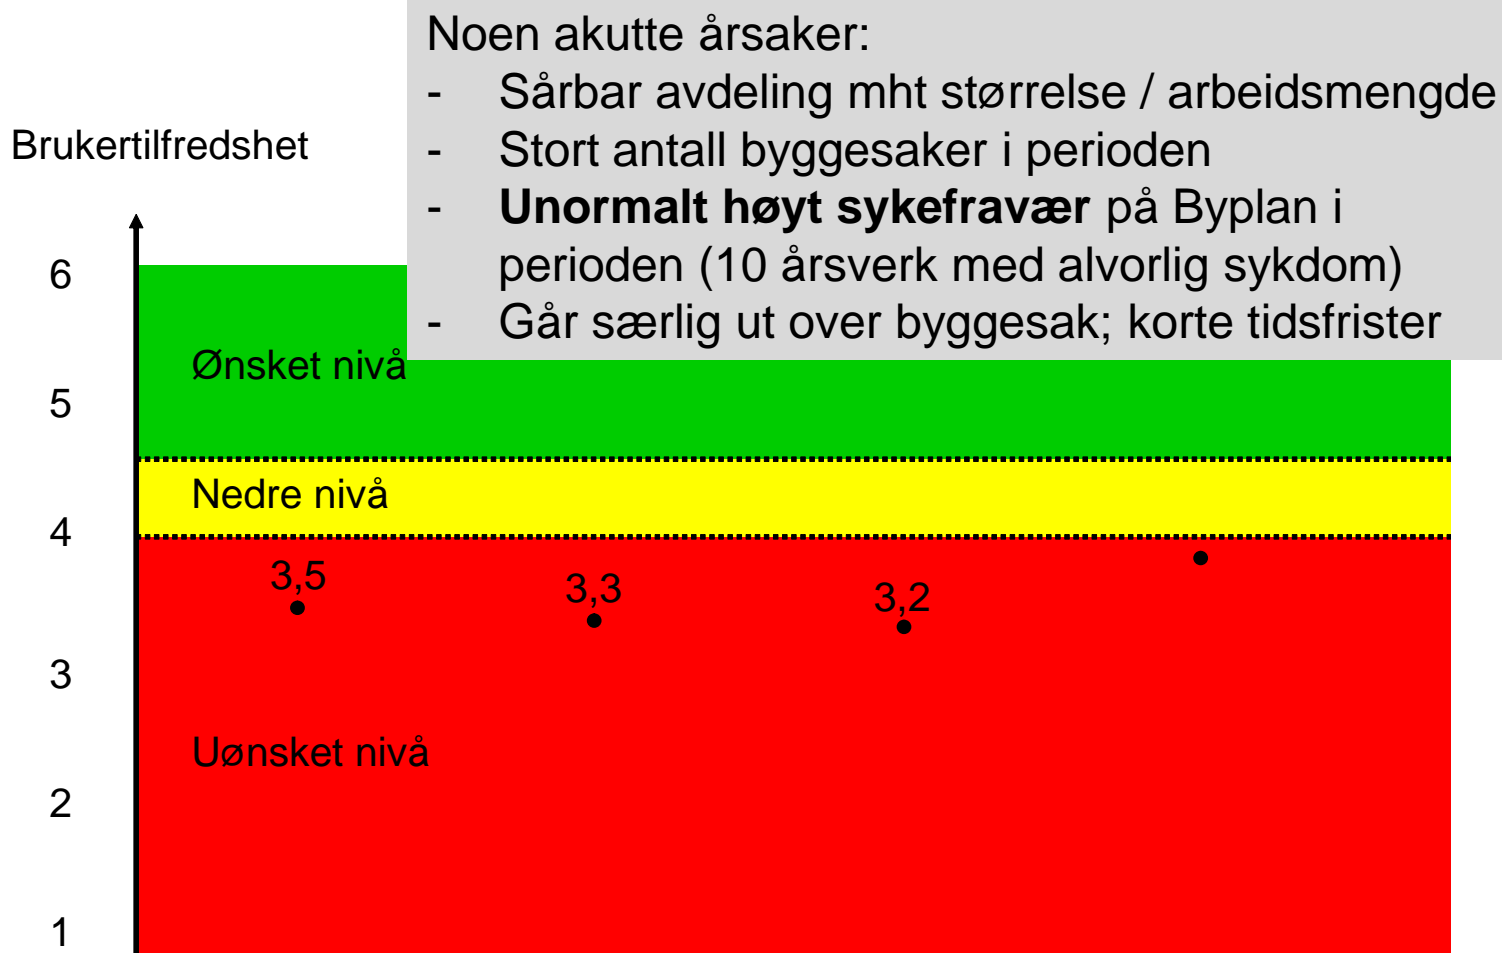 Noen akutte årsaker:
- Sårbar avdeling mht størrelse / arbeidsmengde
- Stort antall byggesaker i perioden
- Unormalt høyt sykefravær på Byplan i
perioden (10 årsverk med alvorlig sykdom)
- Går særlig ut over byggesak; korte tidsfrister
Brukertilfredshet
6
Ønsket nivå
5
Nedre nivå
4
3,5
3,3
3,2
3
Uønsket nivå
2
1